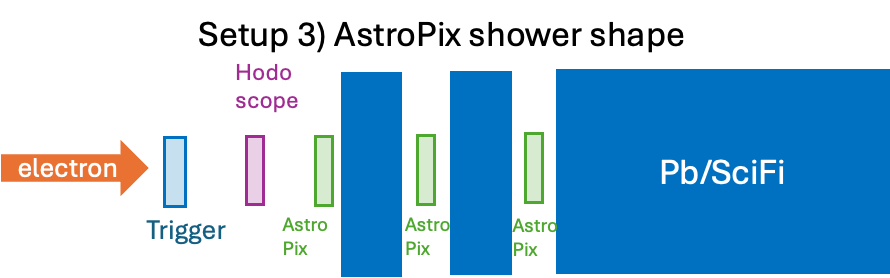 Setup 3) AstroPix shower shape
Hodo
scope
electron
Pb/SciFi
Trigger
Astro
Pix
Astro
Pix
Astro
Pix